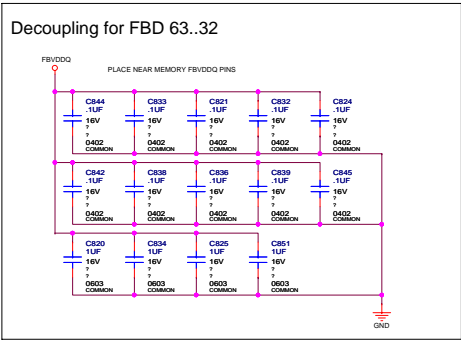 Decoupling for FBD 63..32
FBVDDQ
PLACE NEAR MEMORY FBVDDQ PINS
C844 C833 C821 C832 C824
.1UF .1UF .1UF .1UF .1UF
16V 16V 16V 16V 16V
? ? ? ? ?
? ? ? ? ?
0402 0402 0402 0402 0402
COMMON COMMON COMMON COMMON COMMON
C842 C838 C836 C839 C845
.1UF .1UF .1UF .1UF .1UF
16V 16V 16V 16V 16V
? ? ? ? ?
? ? ? ? ?
0402 0402 0402 0402 0402
COMMON COMMON COMMON COMMON COMMON
C820 C834 C825 C851
1UF 1UF 1UF 1UF
16V 16V 16V 16V
? ? ? ?
? ? ? ?
0603 0603 0603 0603
COMMON COMMON COMMON COMMON
GND